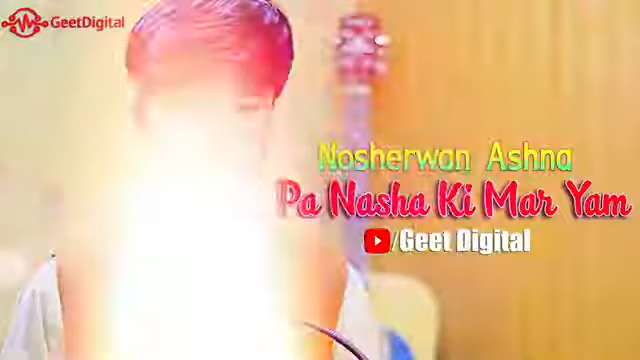 GeetDigital
Nosherwan Ashna
Pa Nasha Ki Mar Yam
/Geet Digital